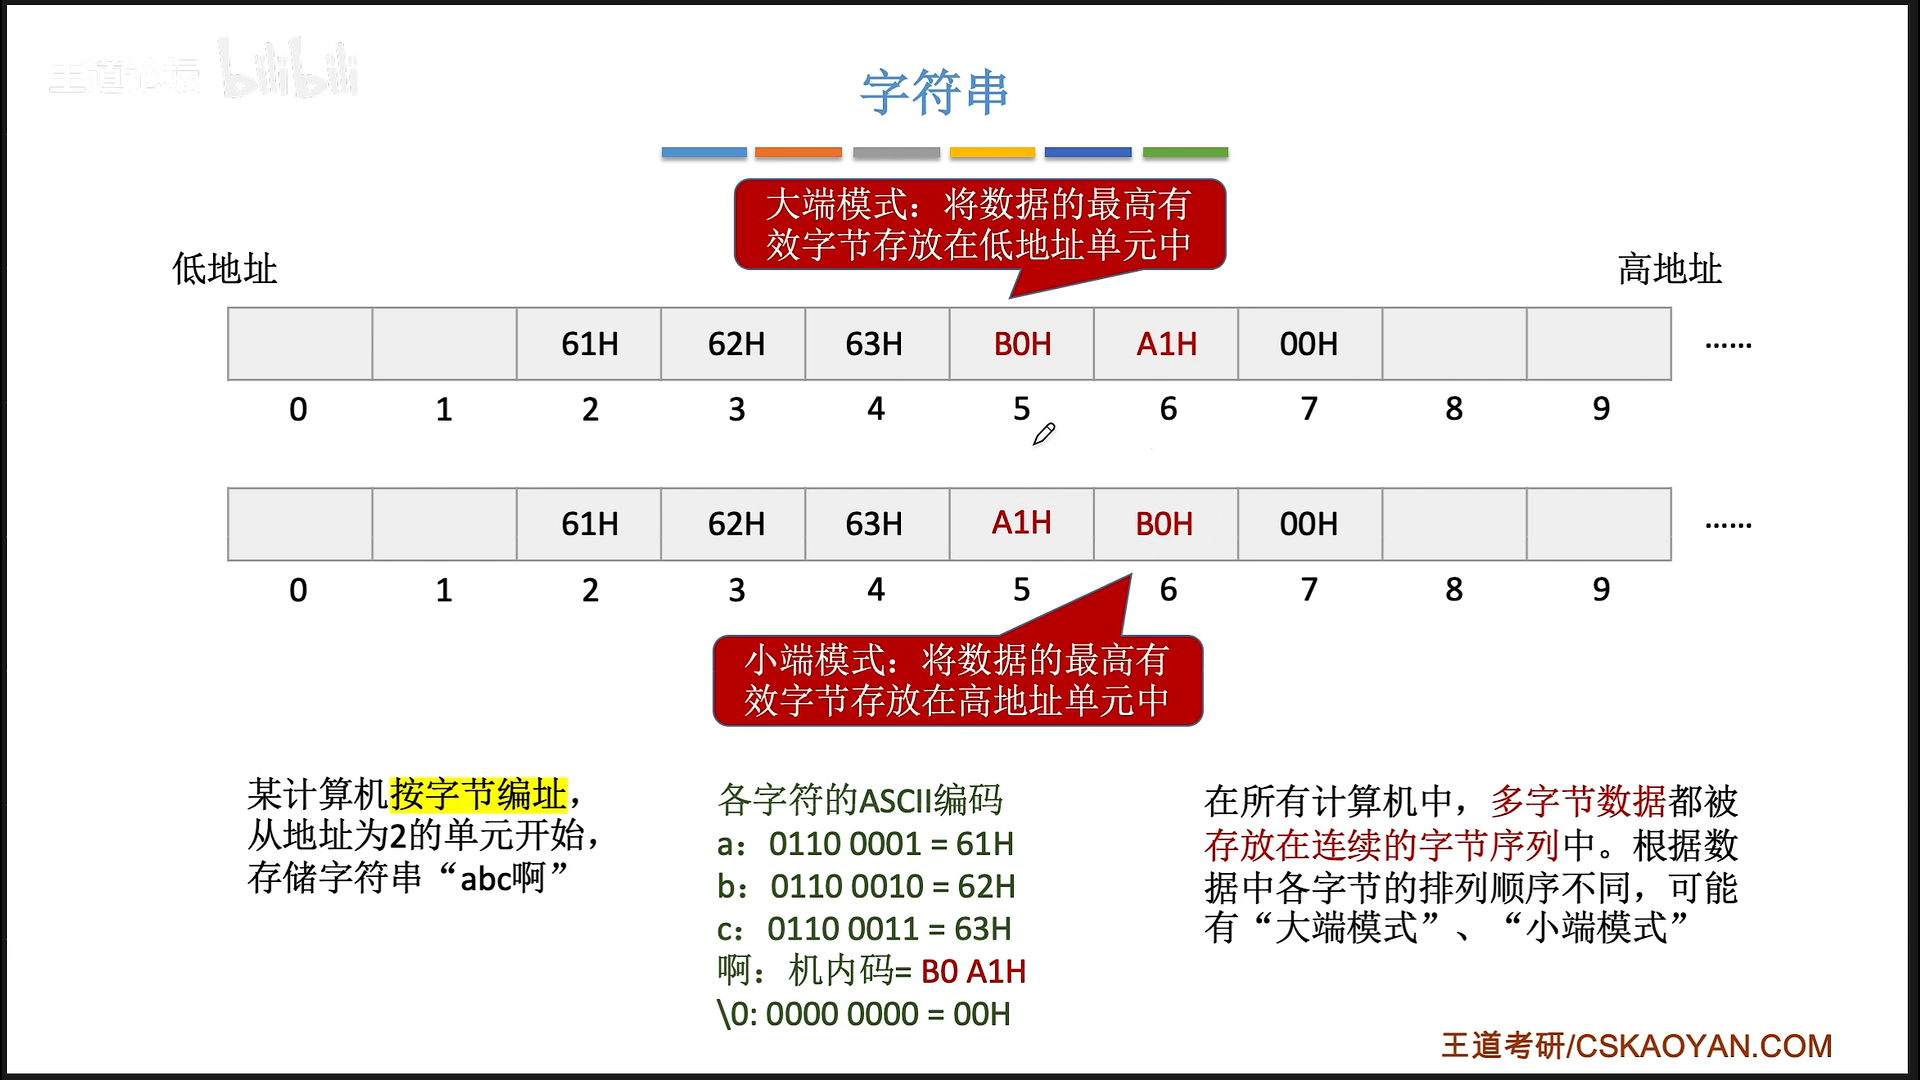 王道论坛 bilibili
字符串
大端模式：将数据的最高有
效字节存放在低地址单元中
低地址
高地址
61H 62H 63H B0H A1H 00H ……
0 1 2 3 4 5 6 7 8 9
61H 62H 63H A1H B0H 00H ……
0 1 2 3 4 5 6 7 8 9
小端模式：将数据的最高有
效字节存放在高地址单元中
某计算机按字节编址，
从地址为2的单元开始，
存储字符串“abc啊”
各字符的ASCII编码
a：0110 0001 = 61H
b：0110 0010 = 62H
c：0110 0011 = 63H
啊：机内码= B0 A1H
\0: 0000 0000 = 00H
在所有计算机中，多字节数据都被
存放在连续的字节序列中。根据数
据中各字节的排列顺序不同，可能
有“大端模式”、“小端模式”
王道考研/CSKAOYAN.COM